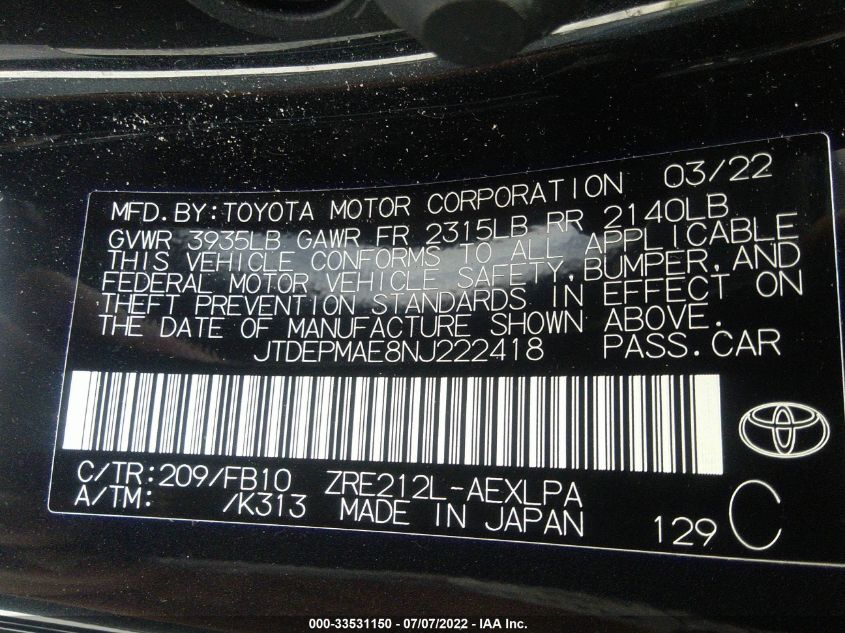 MFD.BY:TOYOTA MOTOR CORPORATION 03/22
GVWR 3935LB GAWR FR 2315LB RR 2140LB
THIS VEHICLE CONFORMS TO ALL APPLICABLE
FEDERAL MOTOR VEHICLE SAFETY,BUMPER,AND
THEFT PREVENTION STANDARDS IN EFFECT ON
THE DATE OF MANUFACTURE SHOWN ABOVE.
JTDEPMAE8NJ222418 PASS.CAR
C/TR:209/FB10 ZRE212L-AEXLPA
A/TM: /K313 MADE IN JAPAN 129 C
000-33531150 - 07/07/2022 - IAA Inc.